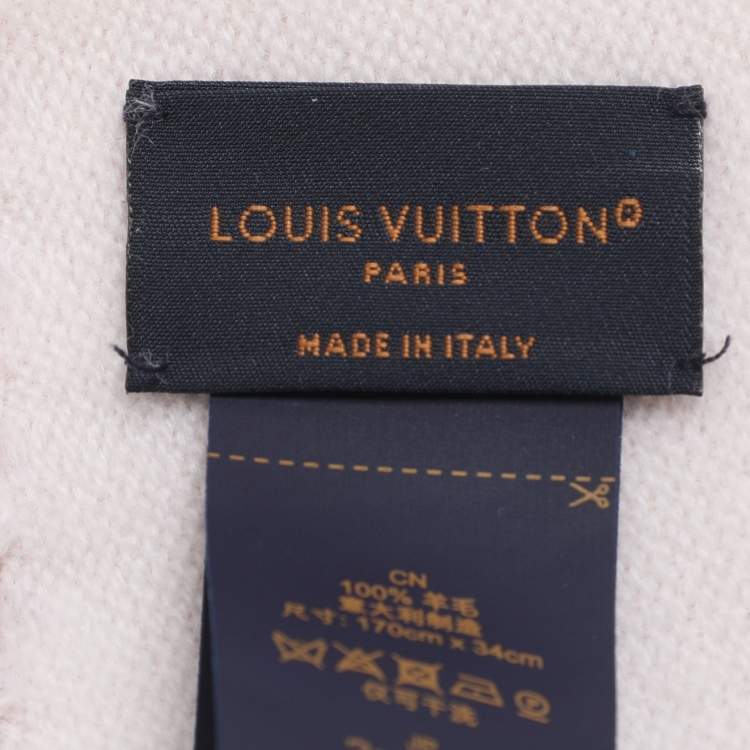 LOUIS VUITTON®
PARIS
MADE IN ITALY
CN
100% 羊毛
意大利制造
尺寸: 170cm x 34cm
仅可干洗